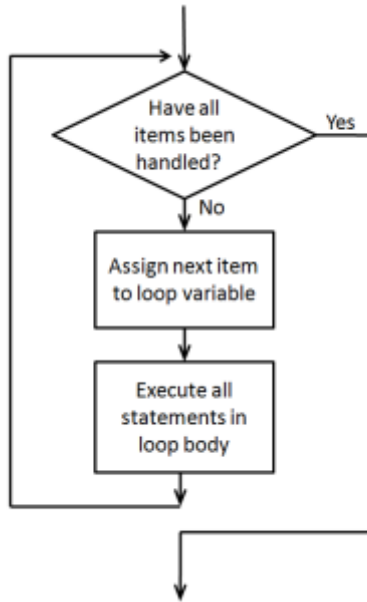 Have all
items been
handled?
Yes
No
Assign next item
to loop variable
Execute all
statements in
loop body